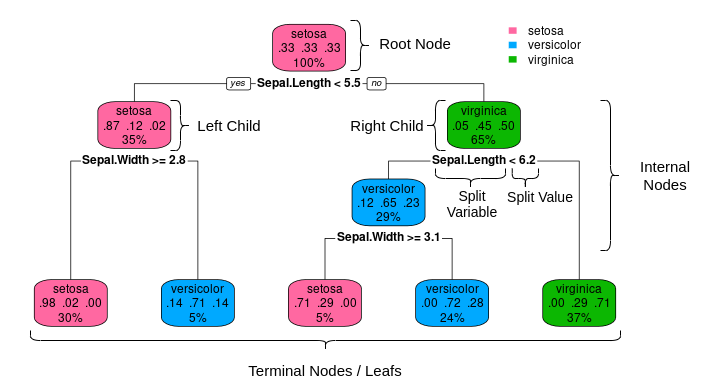 setosa
.33 .33 .33
100%
Root Node
setosa
versicolor
virginica
yes Sepal.Length < 5.5 no
setosa
.87 .12 .02
35%
Left Child
Right Child
virginica
.05 .45 .50
65%
Sepal.Width >= 2.8
Sepal.Length < 6.2
Internal
Nodes
versicolor
.12 .65 .23
29%
Split
Variable
Split Value
Sepal.Width >= 3.1
setosa
.98 .02 .00
30%
versicolor
.14 .71 .14
5%
setosa
.71 .29 .00
5%
versicolor
.00 .72 .28
24%
virginica
.00 .29 .71
37%
Terminal Nodes / Leafs